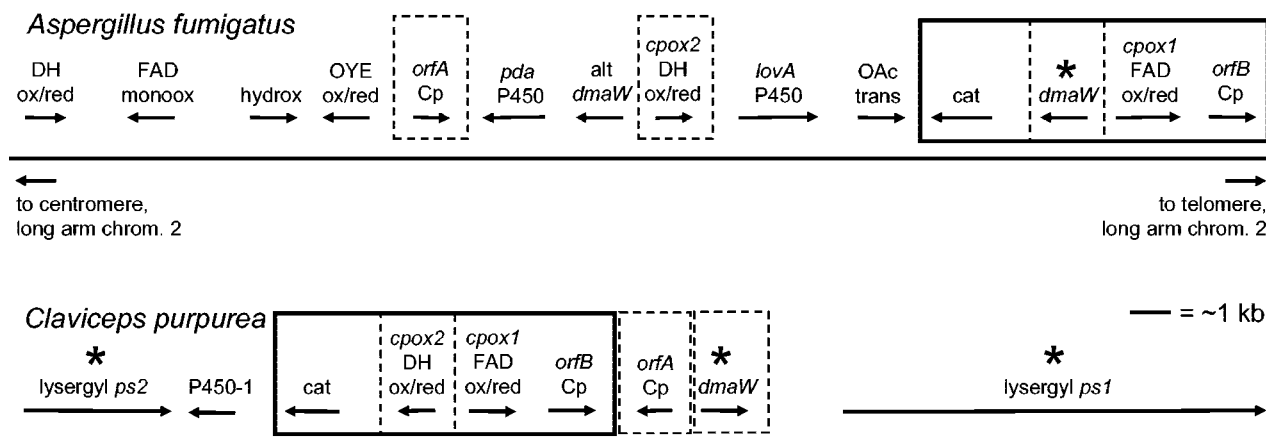 Aspergillus fumigatus
DH ox/red
FAD monoox
hydrox
OYE ox/red
orfA Cp
pda P450
alt dmaW
cpox2 DH ox/red
lovA P450
OAc trans
cat
* dmaW
cpox1 FAD ox/red
orfB Cp
to centromere,
long arm chrom. 2
to telomere,
long arm chrom. 2
Claviceps purpurea
= ~1 kb
* lysergyl ps2
P450-1
cat
cpox2 DH ox/red
cpox1 FAD ox/red
orfB Cp
orfA Cp
* dmaW
* lysergyl ps1